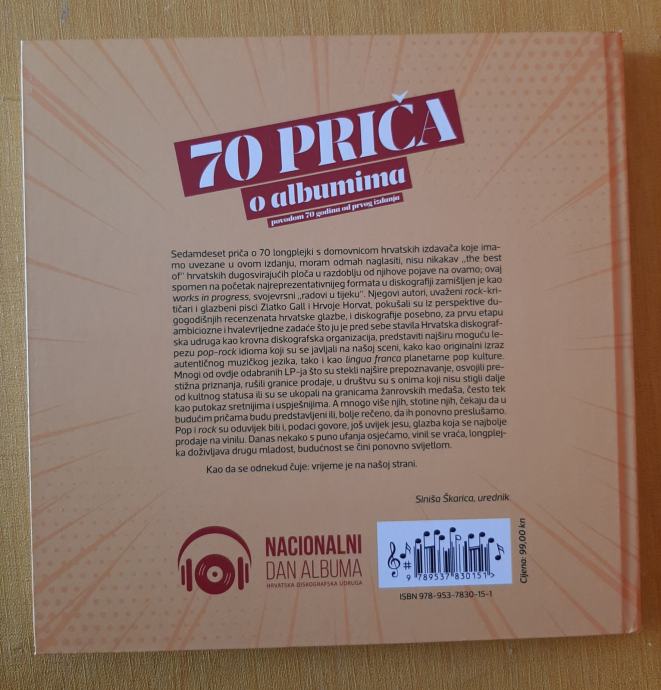 70 PRIČA
o albumima
povodom 70 godina od prvog izdanja
Sedamdeset priča o 70 longplejki s domovnicom hrvatskih izdavača koje ima-
mo uvezane u ovom izdanju, moram odmah naglasiti, nisu nikakav „the best
of" hrvatskih dugosvirajućih ploča u razdoblju od njihove pojave na ovamo; ovaj
spomen na početak najreprezentativnijeg formata u diskografiji zamišljen je kao
works in progress, svojevrsni „radovi u tijeku". Njegovi autori, uvaženi rock-kri-
tičari i glazbeni pisci Zlatko Gall i Hrvoje Horvat, pokušali su iz perspektive du-
gogodišnjih recenzenata hrvatske glazbe, i diskografije posebno, za prvu etapu
ambiciozne i hvalevrijedne zadaće što ju je pred sebe stavila Hrvatska diskograf-
ska udruga kao krovna diskografska organizacija, predstaviti najširu moguću le-
pezu pop-rock idioma koji su se javljali na našoj sceni, kako kao originalni izraz
autentičnog muzičkog jezika, tako i kao lingua franca planetarne pop kulture.
Mnogi od ovdje odabranih LP-ja što su stekli najšire prepoznavanje, osvojili pre-
stižna priznanja, rušili granice prodaje, u društvu su s onima koji nisu stigli dalje
od kultnog statusa ili su se ukopali na granicama žanrovskih međaša, često tek
kao putokaz sretnijima i uspješnijima. A mnogo više njih, stotine njih, čekaju da u
budućim pričama budu predstavljeni ili, bolje rečeno, da ih ponovno preslušamo.
Pop i rock su oduvijek bili i, podaci govore, još uvijek jesu, glazba koja se najbolje
prodaje na vinilu. Danas nekako s puno ufanja osjećamo, vinil se vraća, longplej-
ka doživljava drugu mladost, budućnost se čini ponovno svijetlom.
Kao da se odnekud čuje: vrijeme je na našoj strani.
Siniša Škarica, urednik
NACIONALNI
DAN ALBUMA
HRVATSKA DISKOGRAFSKA UDRUGA
9 789537 830151
ISBN 978-953-7830-15-1
Cijena: 99,00 kn